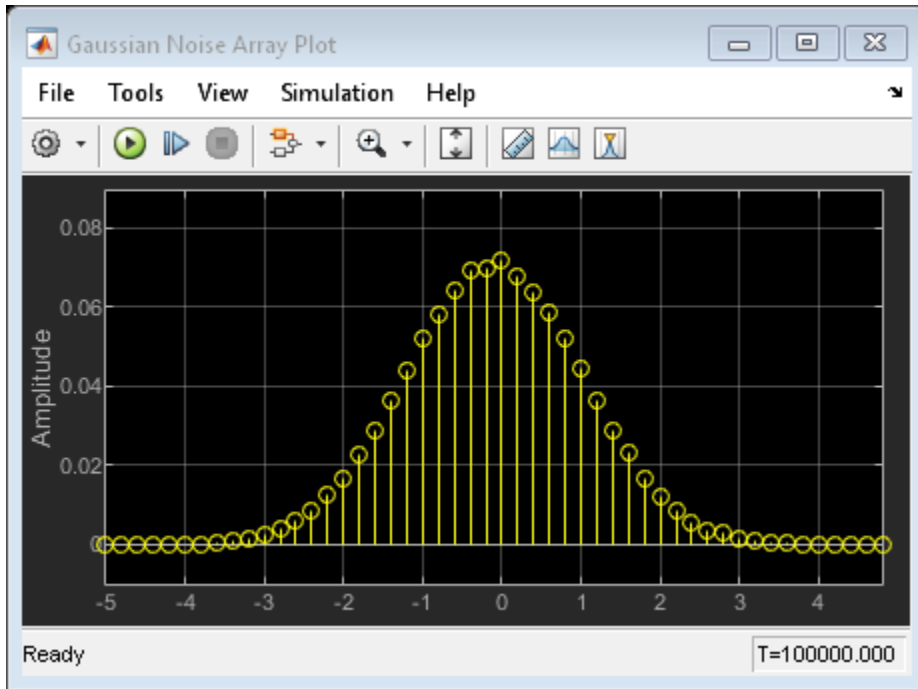 Gaussian Noise Array Plot
File Tools View Simulation Help
0.08
0.06
0.04
0.02
0
Amplitude
-5 -4 -3 -2 -1 0 1 2 3 4
Ready T=100000.000